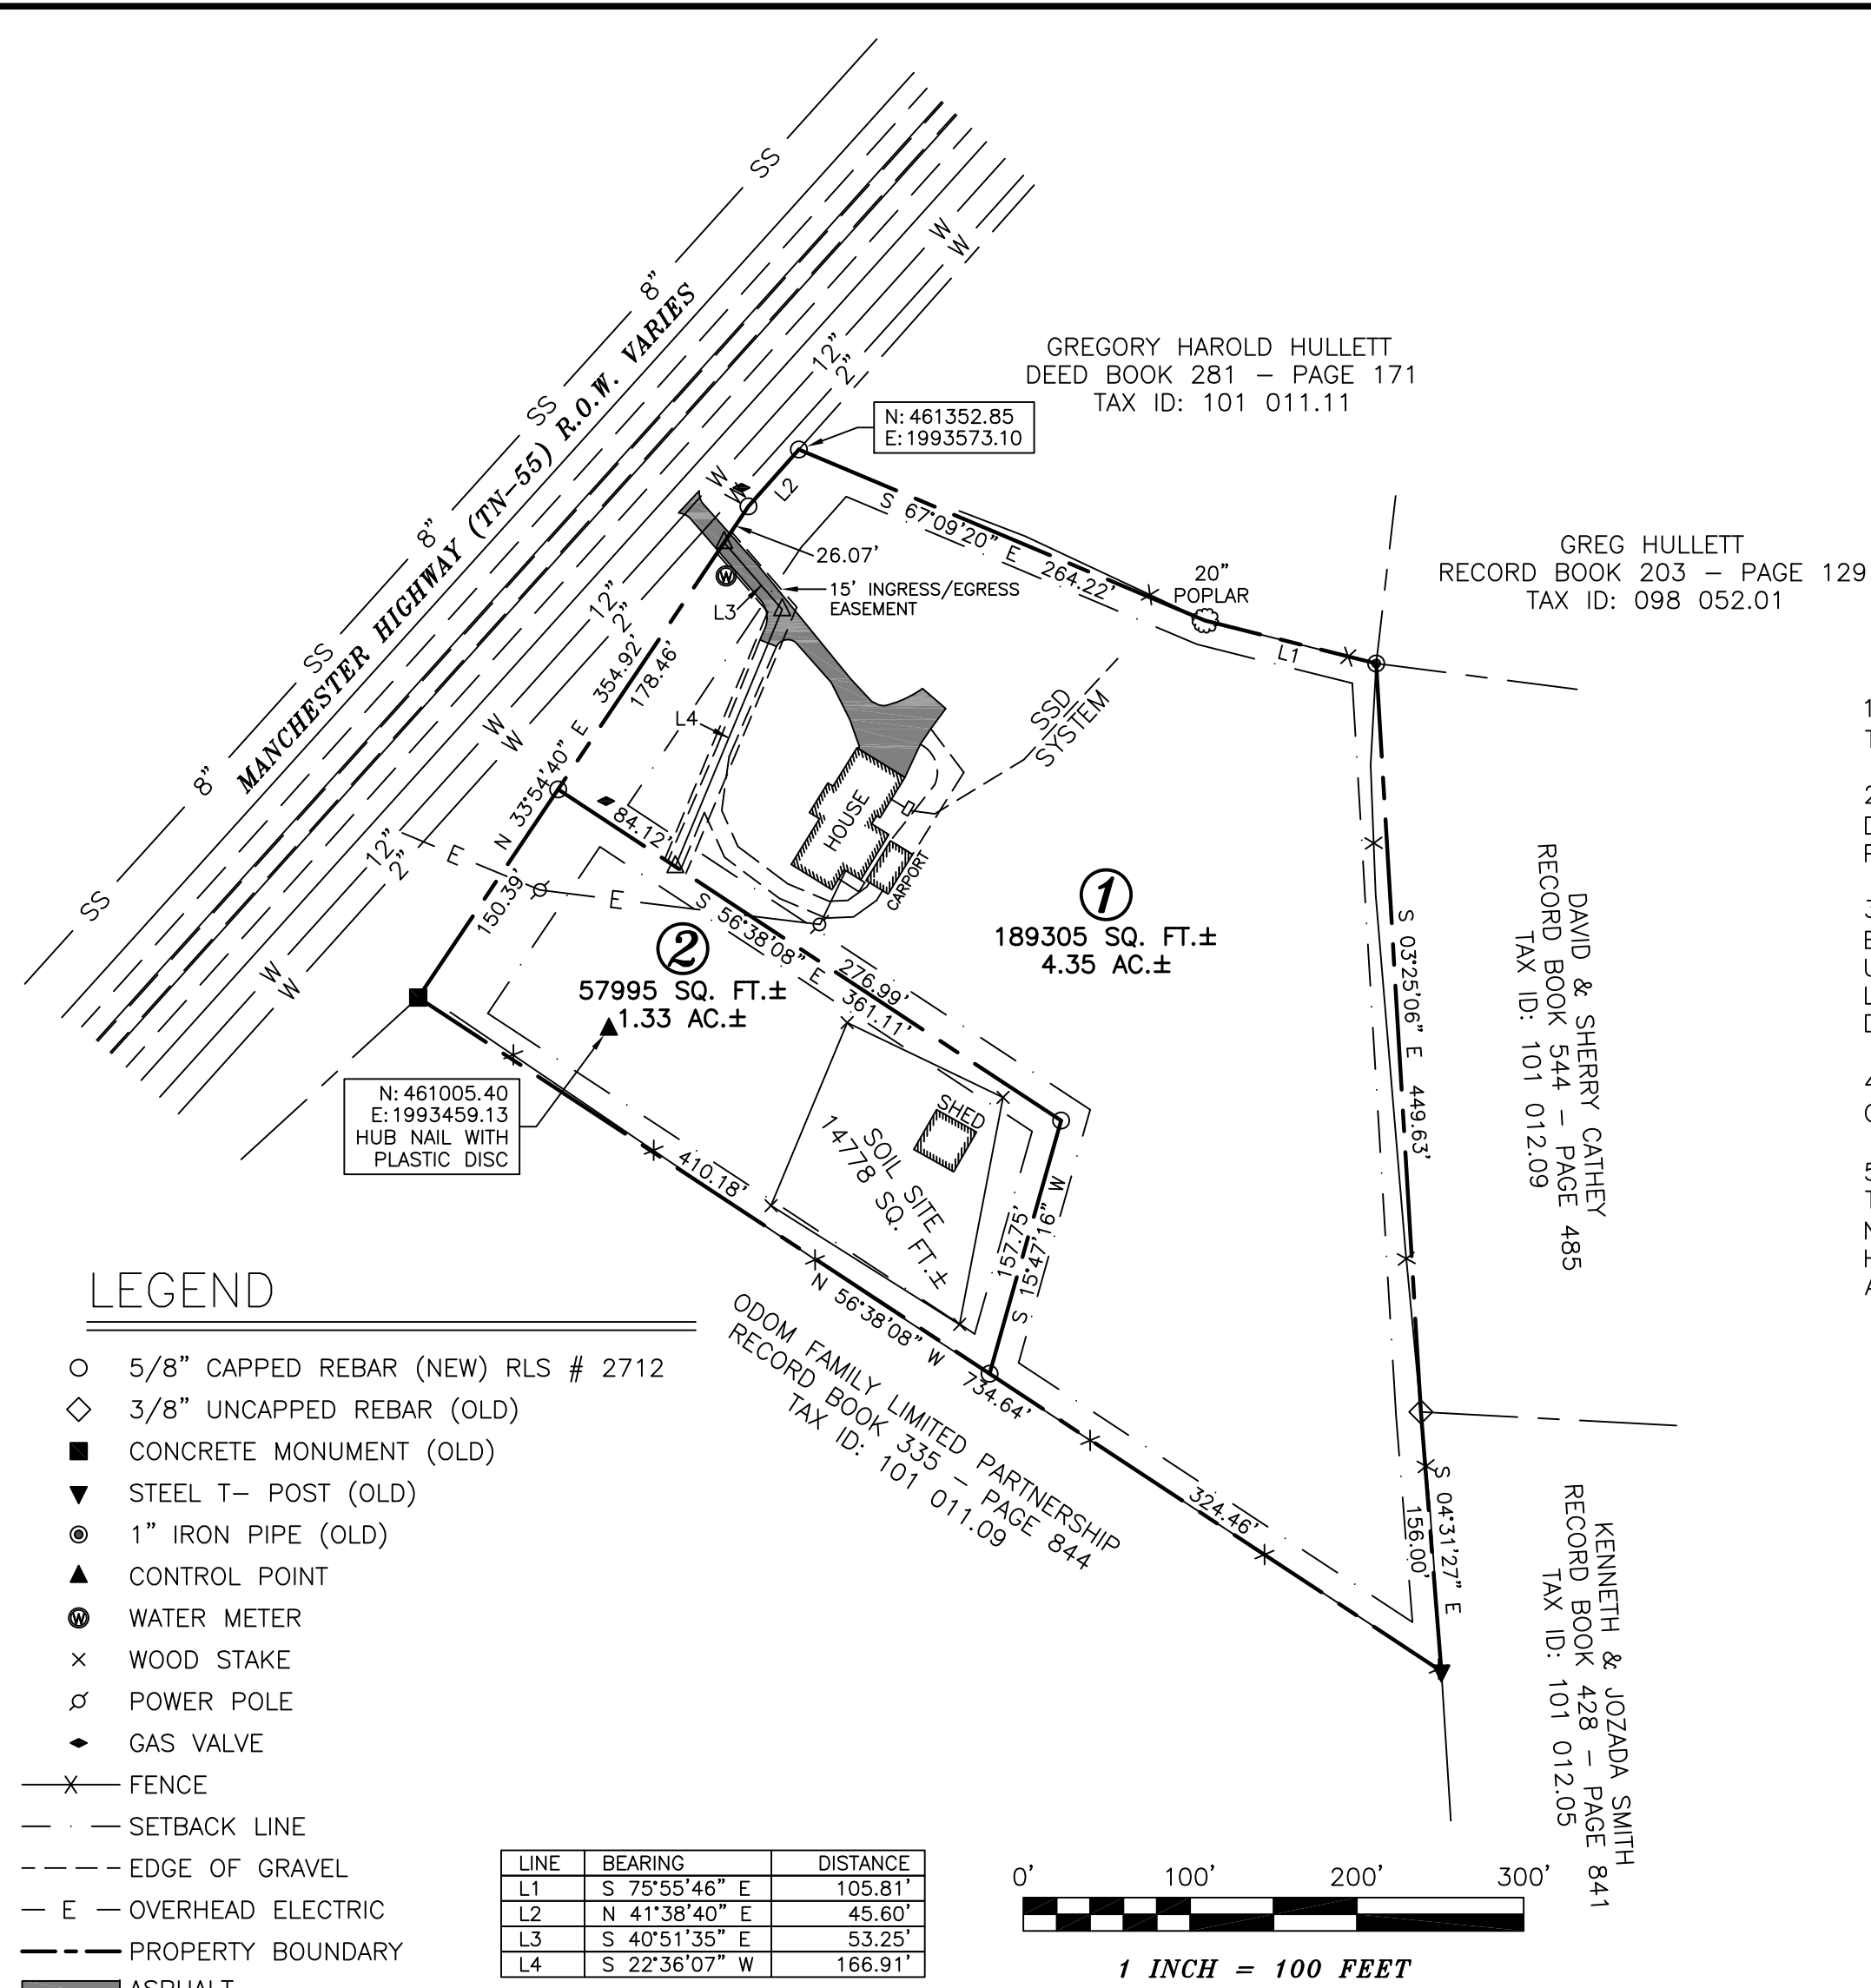 SS
8"
SS
8"
SS
8"
SS
MANCHESTER HIGHWAY (TN-55) R.O.W. VARIES
W
W
12"
2"
W
W
12"
2"
W
W
12"
2"
W
W
GREGORY HAROLD HULLETT
DEED BOOK 281 – PAGE 171
TAX ID: 101 011.11
N: 461352.85
E: 1993573.10
GREG HULLETT
RECORD BOOK 203 – PAGE 129
TAX ID: 098 052.01
L2
S 67°09'20" E
264.22'
20"
POPLAR
L1
26.07'
15' INGRESS/EGRESS
EASEMENT
L3
L4
354.92'
178.46'
N 33°54'40" E
150.39'
84.12'
E
E
SSD
SYSTEM
HOUSE
CARPORT
S 56°38'08" E
276.99'
361.11'
1
189305 SQ. FT.±
4.35 AC.±
2
57995 SQ. FT.±
1.33 AC.±
N: 461005.40
E: 1993459.13
HUB NAIL WITH
PLASTIC DISC
SHED
SOIL SITE
14778 SQ. FT.±
410.18'
N 56°38'08" W
734.64'
324.46'
157.75'
S 15°47'16" W
S 03°25'06" E 449.63'
S 04°31'27" E
156.00'
DAVID & SHERRY CATHEY
RECORD BOOK 544 – PAGE 485
TAX ID: 101 012.09
ODOM FAMILY LIMITED PARTNERSHIP
RECORD BOOK 335 – PAGE 844
TAX ID: 101 011.09
KENNETH & JOZADA SMITH
RECORD BOOK 428 – PAGE 841
TAX ID: 101 012.05
LEGEND
5/8" CAPPED REBAR (NEW) RLS # 2712
3/8" UNCAPPED REBAR (OLD)
CONCRETE MONUMENT (OLD)
STEEL T– POST (OLD)
1" IRON PIPE (OLD)
CONTROL POINT
W WATER METER
WOOD STAKE
POWER POLE
GAS VALVE
FENCE
SETBACK LINE
EDGE OF GRAVEL
E OVERHEAD ELECTRIC
PROPERTY BOUNDARY
ASPHALT
LINE BEARING DISTANCE
L1 S 75°55'46" E 105.81'
L2 N 41°38'40" E 45.60'
L3 S 40°51'35" E 53.25'
L4 S 22°36'07" W 166.91'
0' 100' 200' 300'
1 INCH = 100 FEET